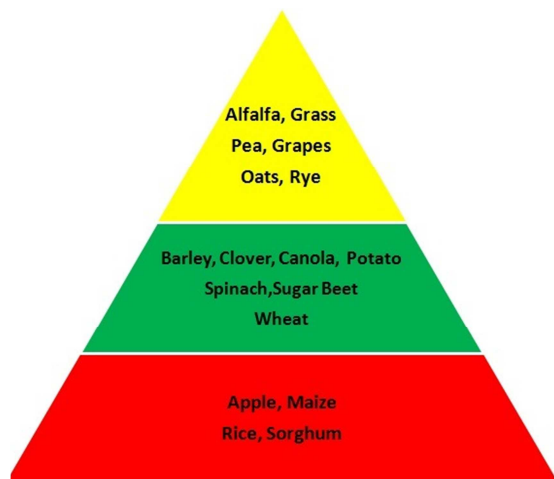 Alfalfa, Grass
Pea, Grapes
Oats, Rye
Barley, Clover, Canola, Potato
Spinach,Sugar Beet
Wheat
Apple, Maize
Rice, Sorghum